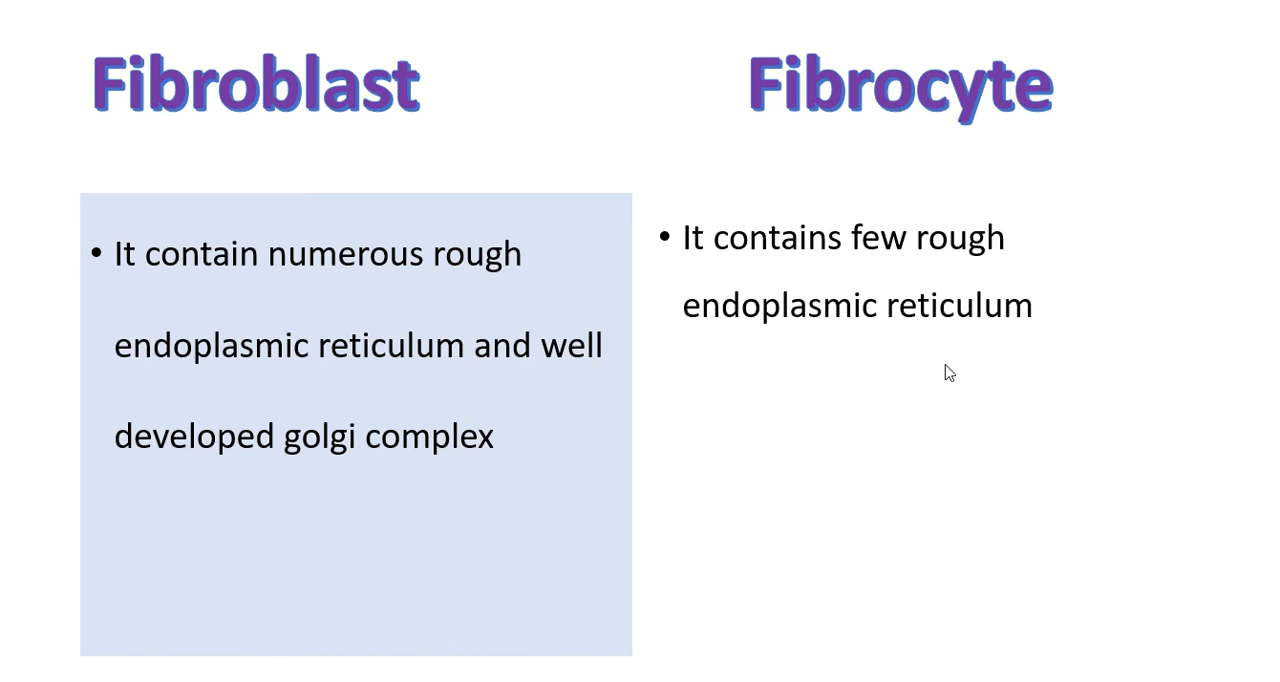 Fibroblast
Fibrocyte
• It contain numerous rough
endoplasmic reticulum and well
developed golgi complex
• It contains few rough
endoplasmic reticulum